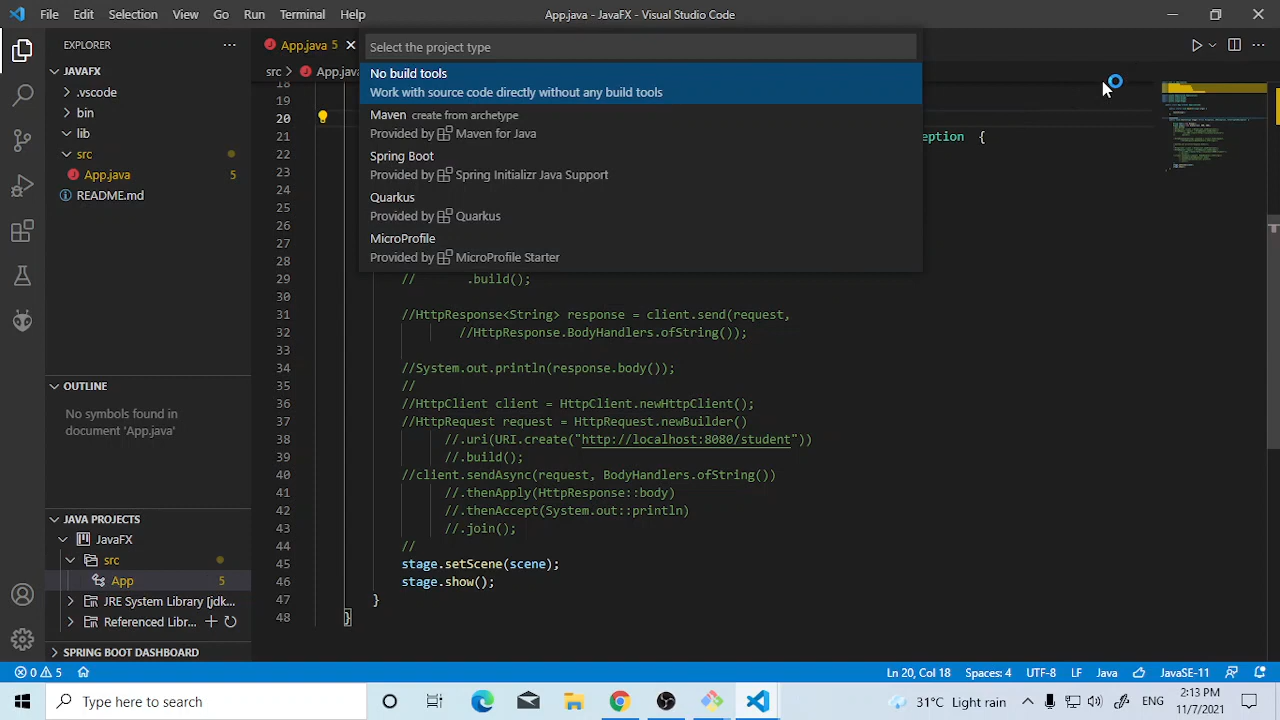 File Edit Selection View Go Run Terminal Help App.java - JavaFX - Visual Studio Code
EXPLORER
JAVAFX
.vscode
bin
lib
src
App.java 5
README.md
OUTLINE
No symbols found in
document 'App.java'
JAVA PROJECTS
JavaFX
src
App 5
JRE System Library [jdk...
Referenced Libr...
SPRING BOOT DASHBOARD
App.java 5
src > App.java
Select the project type
No build tools
Work with source code directly without any build tools
Maven create from archetype
Provided by Maven for Java
Spring Boot
Provided by Spring Initializr Java Support
Quarkus
Provided by Quarkus
MicroProfile
Provided by MicroProfile Starter
18
19
20
21 ception {
22
23
24
25
26
27
28
29 // .build();
30
31 //HttpResponse<String> response = client.send(request,
32 //HttpResponse.BodyHandlers.ofString());
33
34 //System.out.println(response.body());
35 //
36 //HttpClient client = HttpClient.newHttpClient();
37 //HttpRequest request = HttpRequest.newBuilder()
38 //.uri(URI.create("http://localhost:8080/student"))
39 //.build();
40 //client.sendAsync(request, BodyHandlers.ofString())
41 //.thenApply(HttpResponse::body)
42 //.thenAccept(System.out::println)
43 //.join();
44 //
45 stage.setScene(scene);
46 stage.show();
47 }
48 }
0 5 Ln 20, Col 18 Spaces: 4 UTF-8 LF Java JavaSE-11
Type here to search
31°C Light rain ENG 2:13 PM
11/7/2021